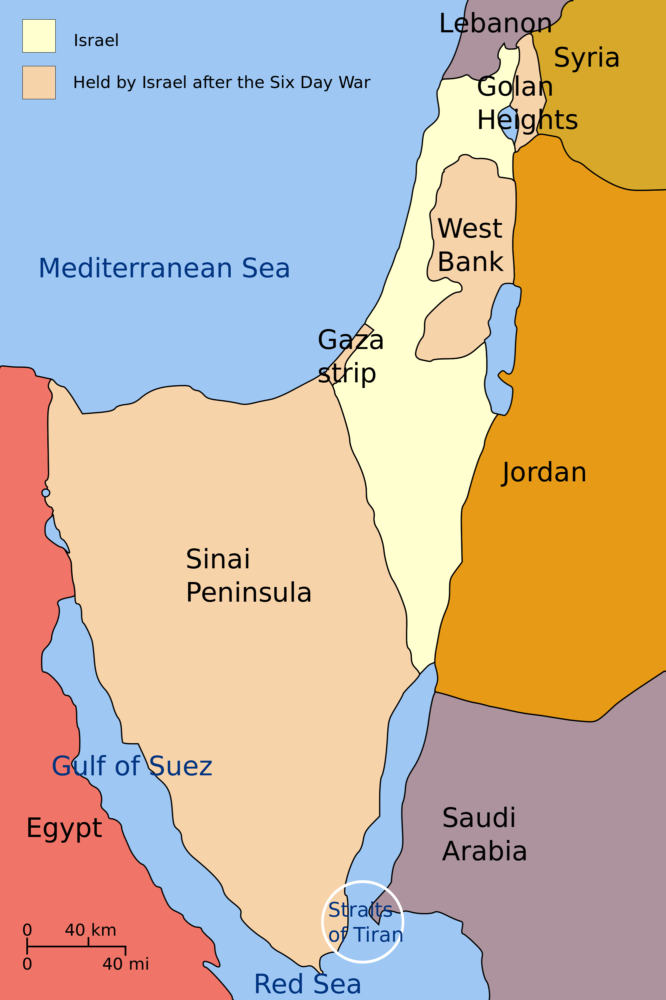 Israel
Held by Israel after the Six Day War
Lebanon
Syria
Golan
Heights
West
Bank
Mediterranean Sea
Gaza
strip
Jordan
Sinai
Peninsula
Gulf of Suez
Egypt
Saudi
Arabia
Straits
of Tiran
0 40 km
0 40 mi
Red Sea